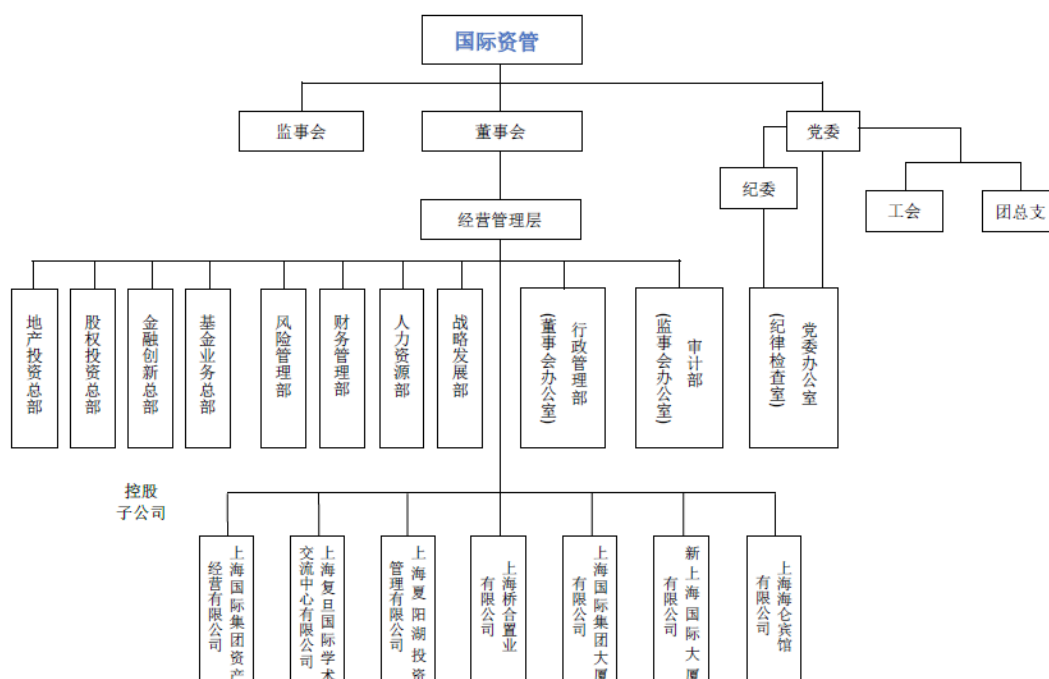 国际资管
监事会
董事会
党委
纪委
经营管理层
工会
团总支
地产投资总部
股权投资总部
金融创新总部
基金业务总部
风险管理部
财务管理部
人力资源部
战略发展部
行政管理部
(董事会办公室)
审计部
(监事会办公室)
党委办公室
(纪律检查室)
控股
子公司
上海国际集团资产
经营有限公司
上海复旦国际学术
交流中心有限公司
上海夏阳湖投资
管理有限公司
上海桥合置业
有限公司
上海国际集团大厦
有限公司
新上海国际大厦
有限公司
上海海仑宾馆
有限公司